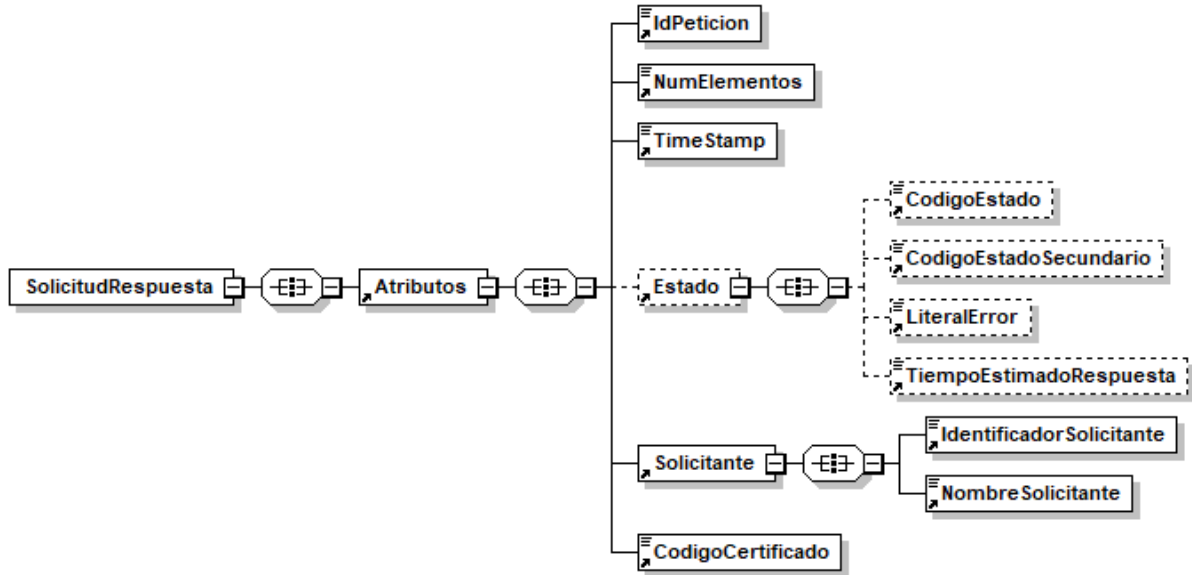 IdPeticion
NumElementos
TimeStamp
CodigoEstado
CodigoEstadoSecundario
SolicitudRespuesta
Atributos
Estado
LiteralError
TiempoEstimadoRespuesta
IdentificadorSolicitante
Solicitante
NombreSolicitante
CodigoCertificado